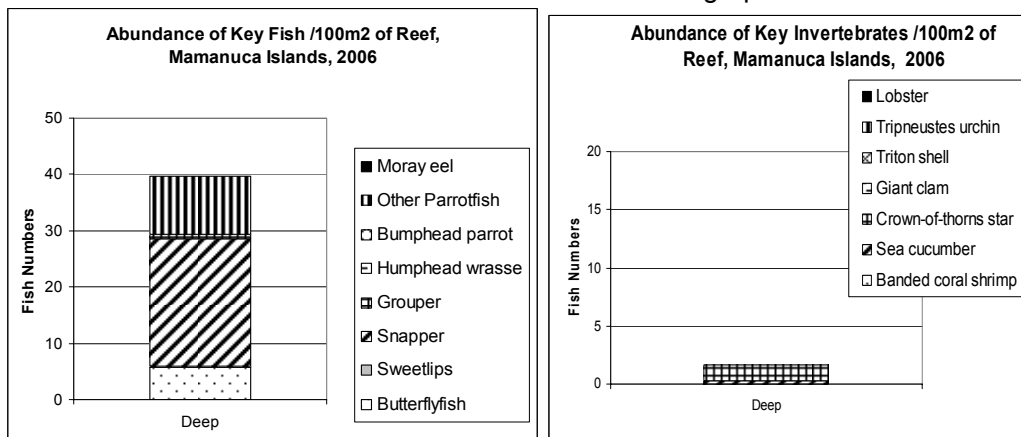 Abundance of Key Fish /100m2 of Reef,
Mamanuca Islands, 2006
Fish Numbers
50
40
30
20
10
0
Deep
Moray eel
Other Parrotfish
Bumphead parrot
Humphead wrasse
Grouper
Snapper
Sweetlips
Butterflyfish
Abundance of Key Invertebrates /100m2 of
Reef, Mamanuca Islands, 2006
Fish Numbers
20
15
10
5
0
Deep
Lobster
Tripneustes urchin
Triton shell
Giant clam
Crown-of-thorns star
Sea cucumber
Banded coral shrimp